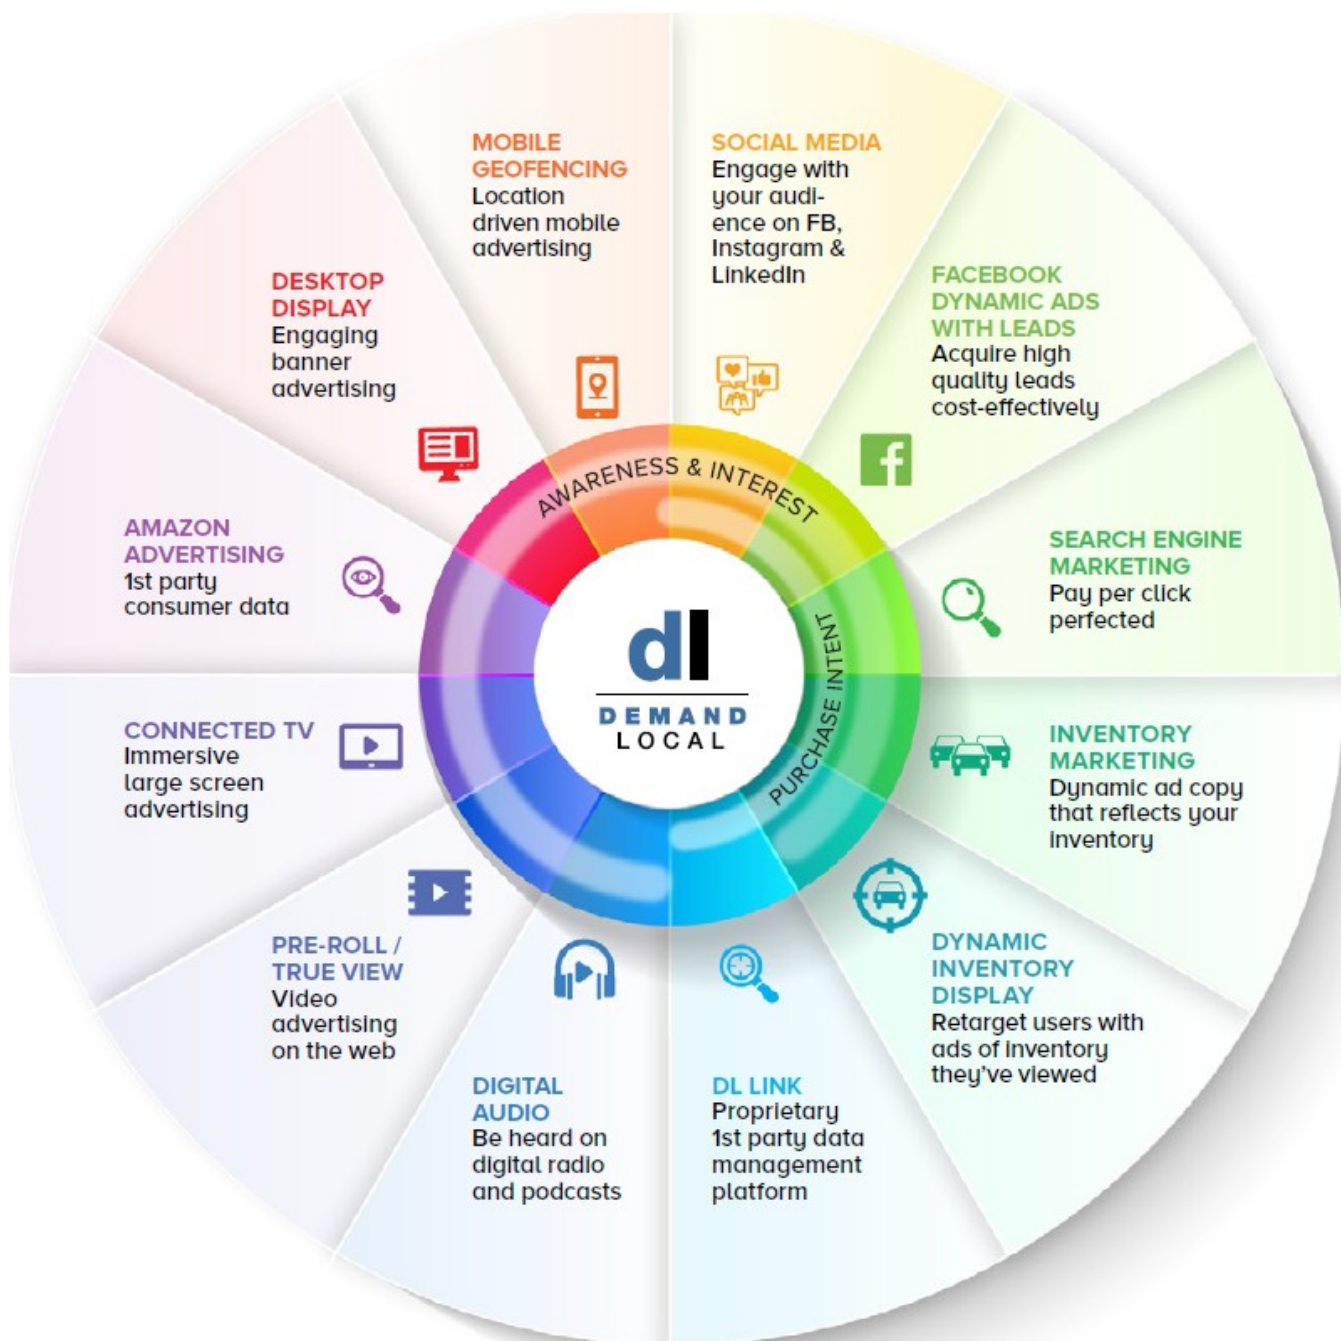 MOBILE
GEOFENCING
Location
driven mobile
advertising
SOCIAL MEDIA
Engage with
your audi-
ence on FB,
Instagram &
LinkedIn
FACEBOOK
DYNAMIC ADS
WITH LEADS
Acquire high
quality leads
cost-effectively
SEARCH ENGINE
MARKETING
Pay per click
perfected
INVENTORY
MARKETING
Dynamic ad copy
that reflects your
inventory
DYNAMIC
INVENTORY
DISPLAY
Retarget users with
ads of inventory
they've viewed
DL LINK
Proprietary
1st party data
management
platform
DIGITAL
AUDIO
Be heard on
digital radio
and podcasts
PRE-ROLL /
TRUE VIEW
Video
advertising
on the web
CONNECTED TV
Immersive
large screen
advertising
AMAZON
ADVERTISING
1st party
consumer data
DESKTOP
DISPLAY
Engaging
banner
advertising
AWARENESS & INTEREST
PURCHASE INTENT
dl
DEMAND
LOCAL
f